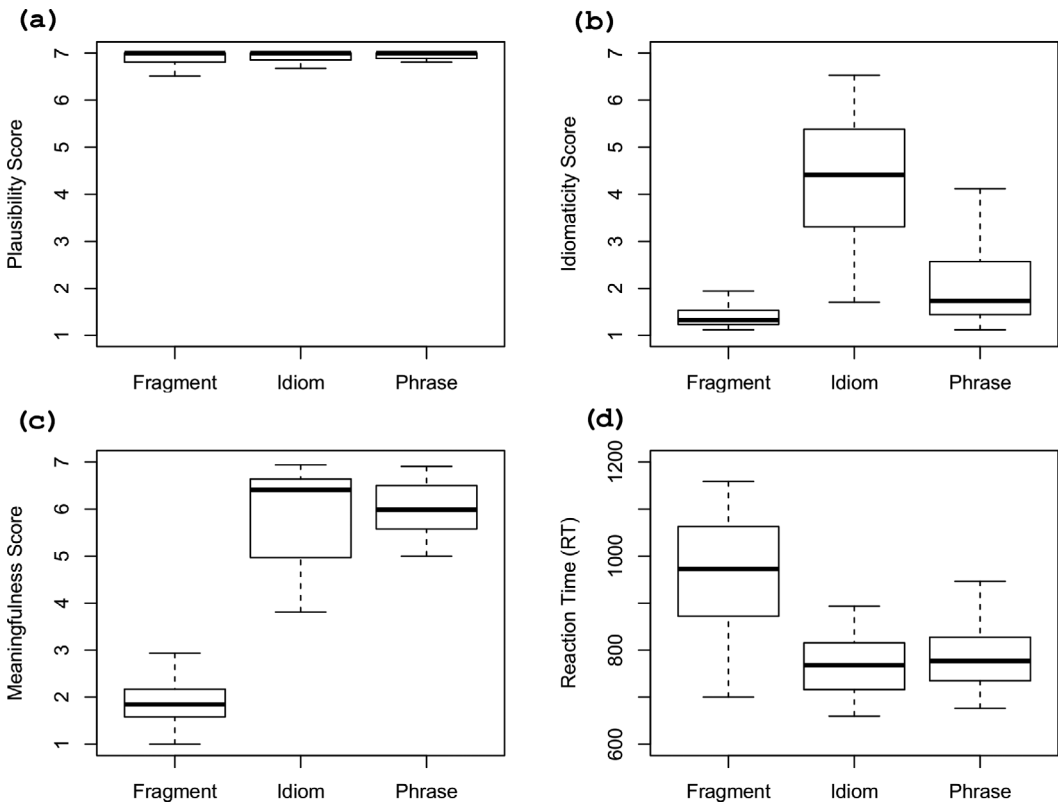 (a)
Plausibility Score
7
6
5
4
3
2
1
Fragment Idiom Phrase
(b)
Idiomaticity Score
7
6
5
4
3
2
1
Fragment Idiom Phrase
(c)
Meaningfulness Score
7
6
5
4
3
2
1
Fragment Idiom Phrase
(d)
Reaction Time (RT)
1200
1000
800
600
Fragment Idiom Phrase